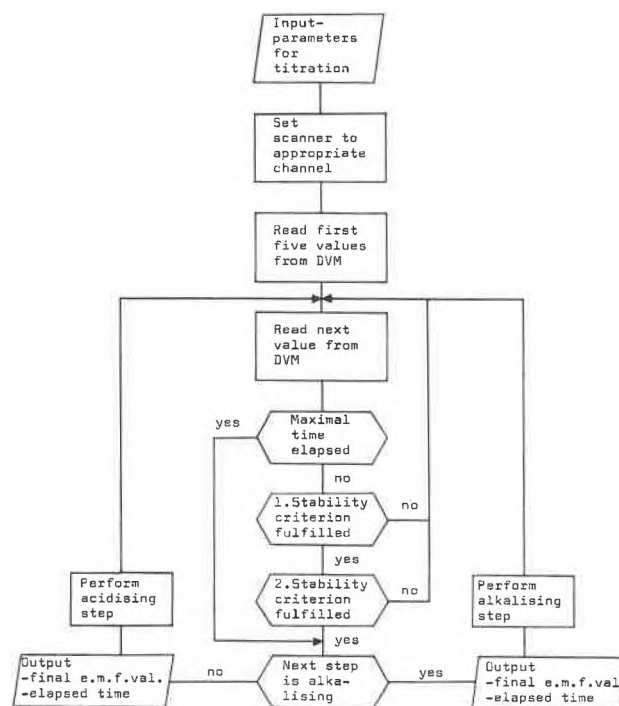 Input-
parameters
for
titration
Set
scanner to
appropriate
channel
Read first
five values
from DVM
Read next
value from
DVM
yes
Maximal
time
elapsed
no
1.Stability
criterion
fulfilled
no
yes
Perform
acidising
step
2.Stability
criterion
fulfilled
no
Perform
alkalising
step
yes
Output
-final e.m.f.val.
-elapsed time
no
Next step
is alka-
lising
yes
Output
-final e.m.f.val
-elapsed time